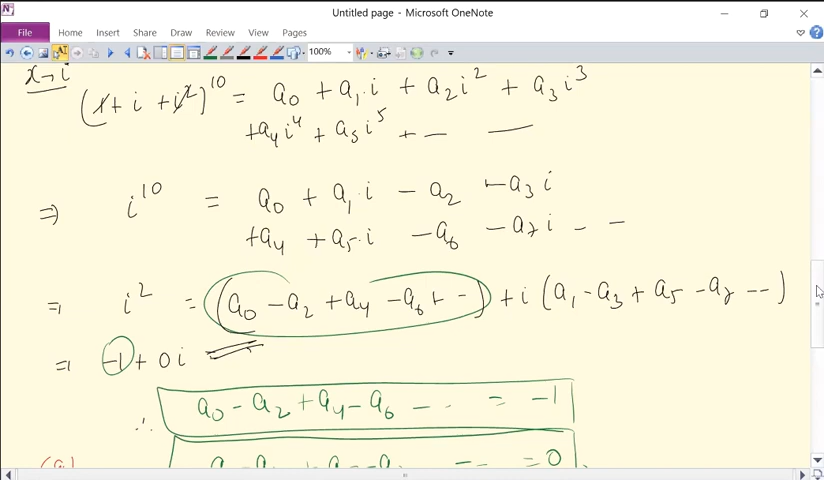 Untitled page - Microsoft OneNote
File Home Insert Share Draw Review View Pages
100%
x→i
(1 + i + i²)¹⁰ = a₀ + a₁i + a₂i² + a₃i³
+a₄i⁴ + a₅i⁵ + – —
⇒ i¹⁰ = a₀ + a₁i – a₂ – a₃i
+a₄ + a₅i – a₆ – a₇i – –
⇒ i² = (a₀ – a₂ + a₄ – a₆ + –) + i (a₁ – a₃ + a₅ – a₇ – –)
⇒ –1 + 0i
∴ a₀ – a₂ + a₄ – a₆ – – = –1
= 0